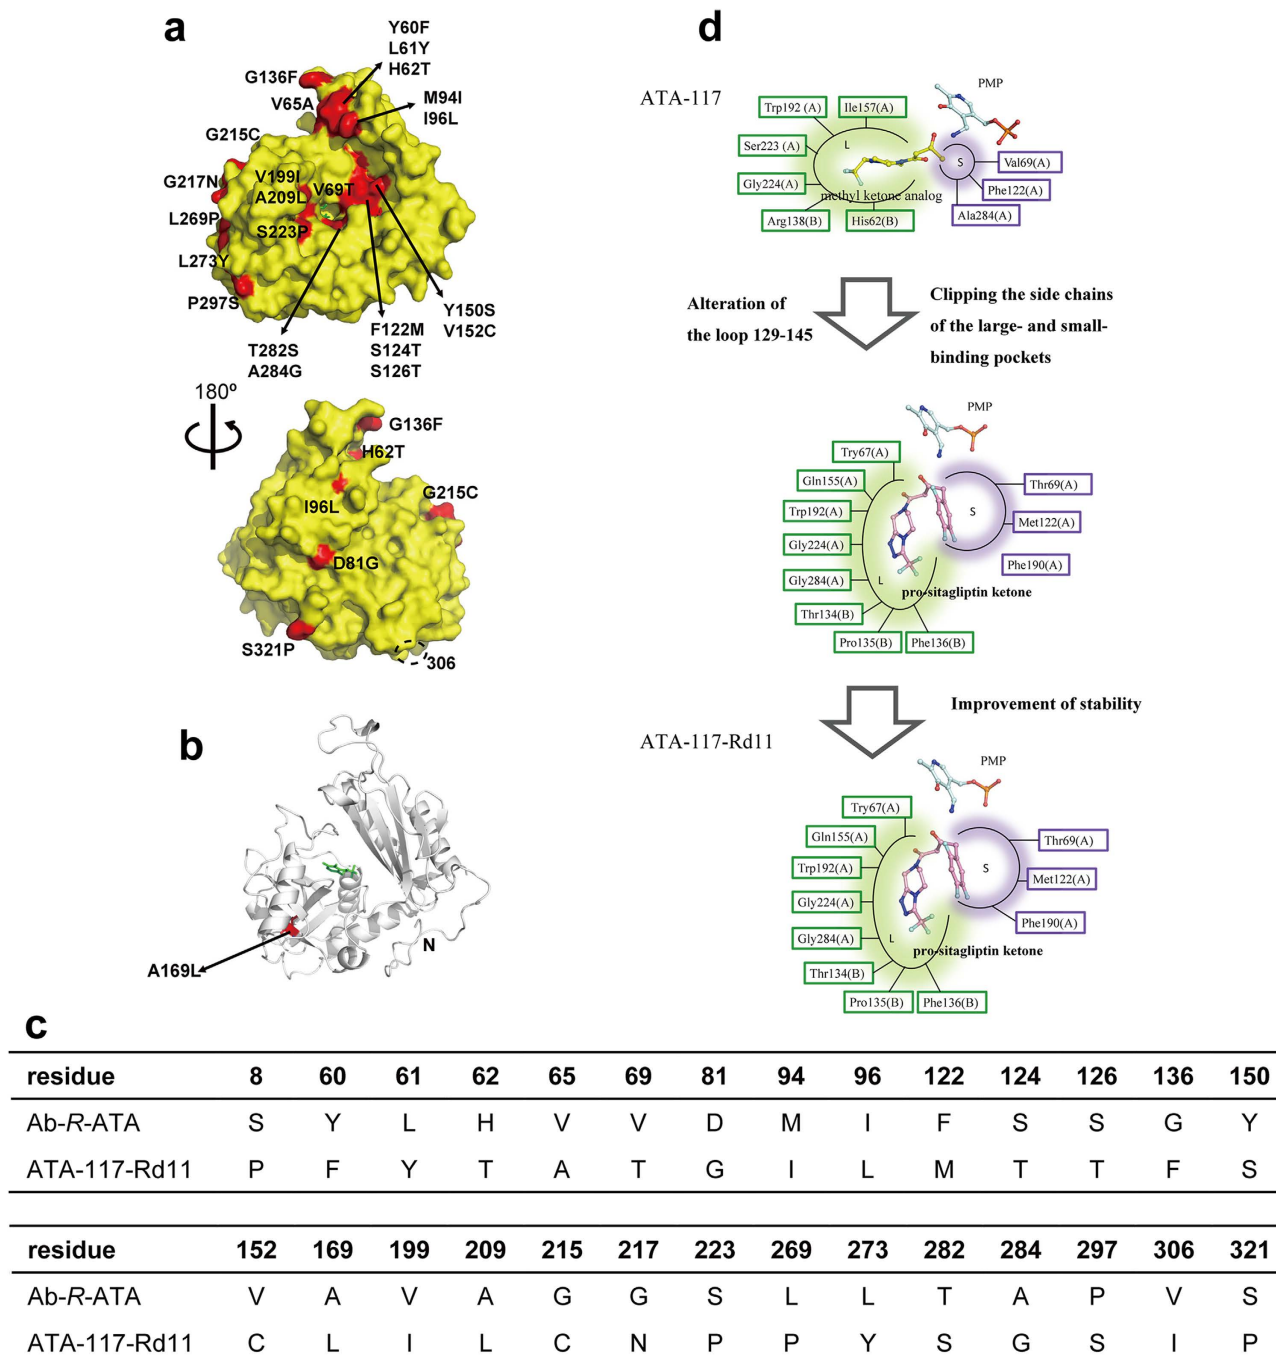 a
Y60F
L61Y
H62T
G136F
V65A
M94I
I96L
G215C
G217N
V199I
A209L
V69T
L269P
S223P
L273Y
P297S
Y150S
V152C
F122M
S124T
S126T
T282S
A284G
180º
G136F
H62T
I96L
G215C
D81G
S321P
306
b
A169L
N
d
ATA-117
PMP
Trp192 (A)
Ile157(A)
Ser223 (A)
L
S
Val69(A)
Gly224(A)
Phe122(A)
methyl ketone analog
Arg138(B)
His62(B)
Ala284(A)
Alteration of
the loop 129-145
Clipping the side chains
of the large- and small-
binding pockets
PMP
Try67(A)
Gln155(A)
Thr69(A)
Trp192(A)
S
Met122(A)
Gly224(A)
Phe190(A)
Gly284(A)
L
pro-sitagliptin ketone
Thr134(B)
Pro135(B)
Phe136(B)
Improvement of stability
ATA-117-Rd11
PMP
Try67(A)
Gln155(A)
Thr69(A)
Trp192(A)
S
Met122(A)
Gly224(A)
Phe190(A)
Gly284(A)
L
pro-sitagliptin ketone
Thr134(B)
Pro135(B)
Phe136(B)
c
residue 8 60 61 62 65 69 81 94 96 122 124 126 136 150
Ab-R-ATA S Y L H V V D M I F S S G Y
ATA-117-Rd11 P F Y T A T G I L M T T F S
residue 152 169 199 209 215 217 223 269 273 282 284 297 306 321
Ab-R-ATA V A V A G G S L L T A P V S
ATA-117-Rd11 C L I L C N P P Y S G S I P